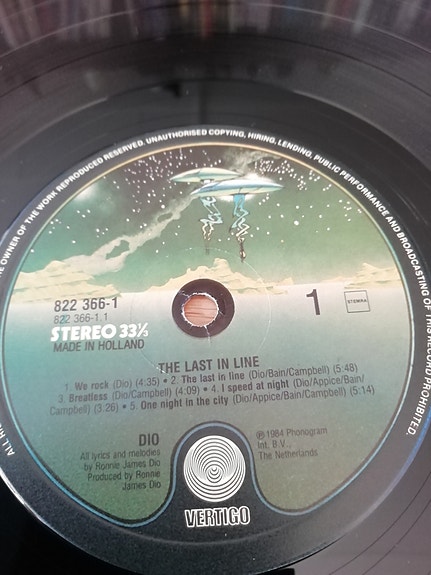 E OWNER OF THE WORK REPRODUCED RESERVED. UNAUTHORISED COPYING, HIRING, LENDING, PUBLIC PERFORMANCE AND BROADCASTING OF THIS RECORD PROHIBITED.
822 366-1
822 366-1.1
STEREO 33⅓
MADE IN HOLLAND
1
STEMRA
THE LAST IN LINE
1. We rock (Dio) (4:35) • 2. The last in line (Dio/Bain/Campbell) (5:48)
3. Breatless (Dio/Campbell) (4:09) • 4. I speed at night (Dio/Appice/Bain/
Campbell) (3.26) • 5. One night in the city (Dio/Appice/Bain/Campbell) (5:14)
DIO
All lyrics and melodies
by Ronnie James Dio
Produced by Ronnie
James Dio
℗ 1984 Phonogram
Int. B.V.,
The Netherlands
VERTIGO